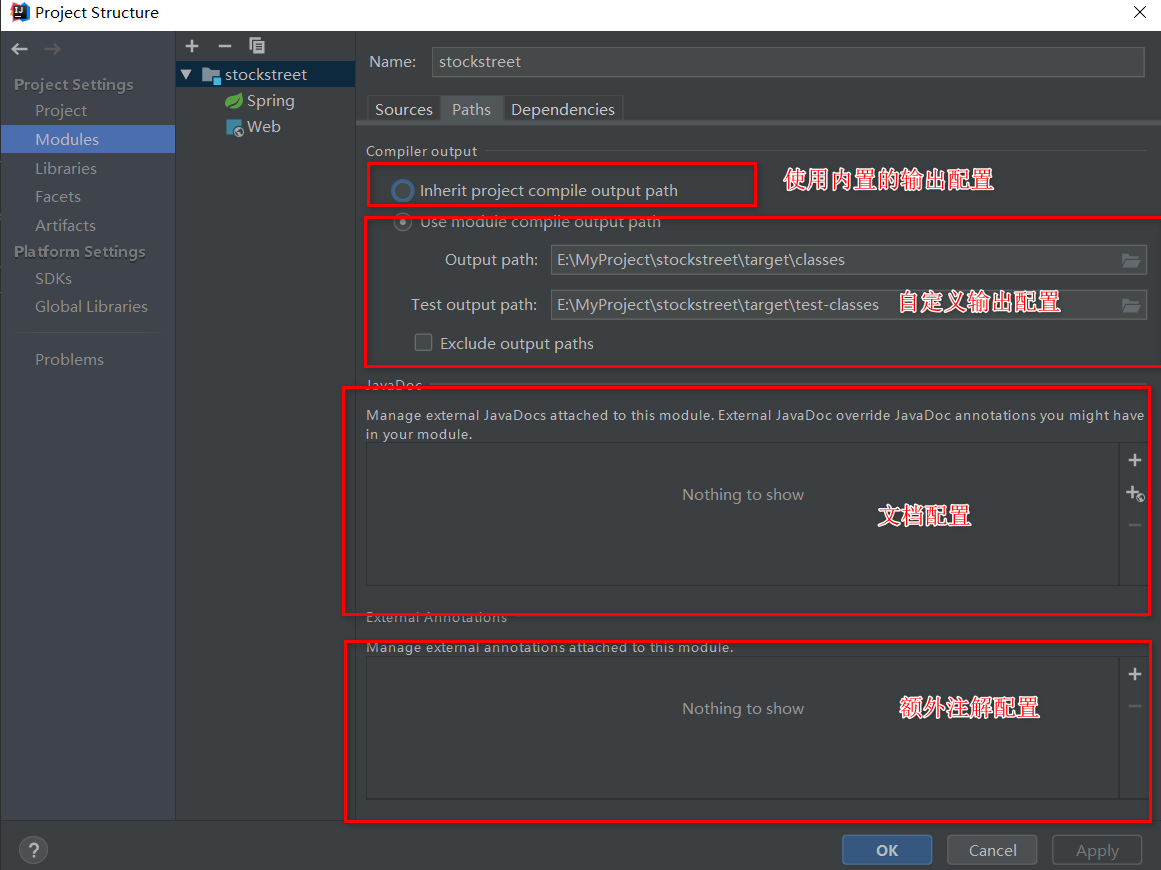 Project Structure
Project Settings
Project
Modules
Libraries
Facets
Artifacts
Platform Settings
SDKs
Global Libraries
Problems
stockstreet
Spring
Web
Name: stockstreet
Sources Paths Dependencies
Compiler output
Inherit project compile output path 使用内置的输出配置
Use module compile output path
Output path: E:\MyProject\stockstreet\target\classes
Test output path: E:\MyProject\stockstreet\target\test-classes 自定义输出配置
Exclude output paths
JavaDoc
Manage external JavaDocs attached to this module. External JavaDoc override JavaDoc annotations you might have
in your module.
Nothing to show
文档配置
External Annotations
Manage external annotations attached to this module.
Nothing to show 额外注解配置
? OK Cancel Apply